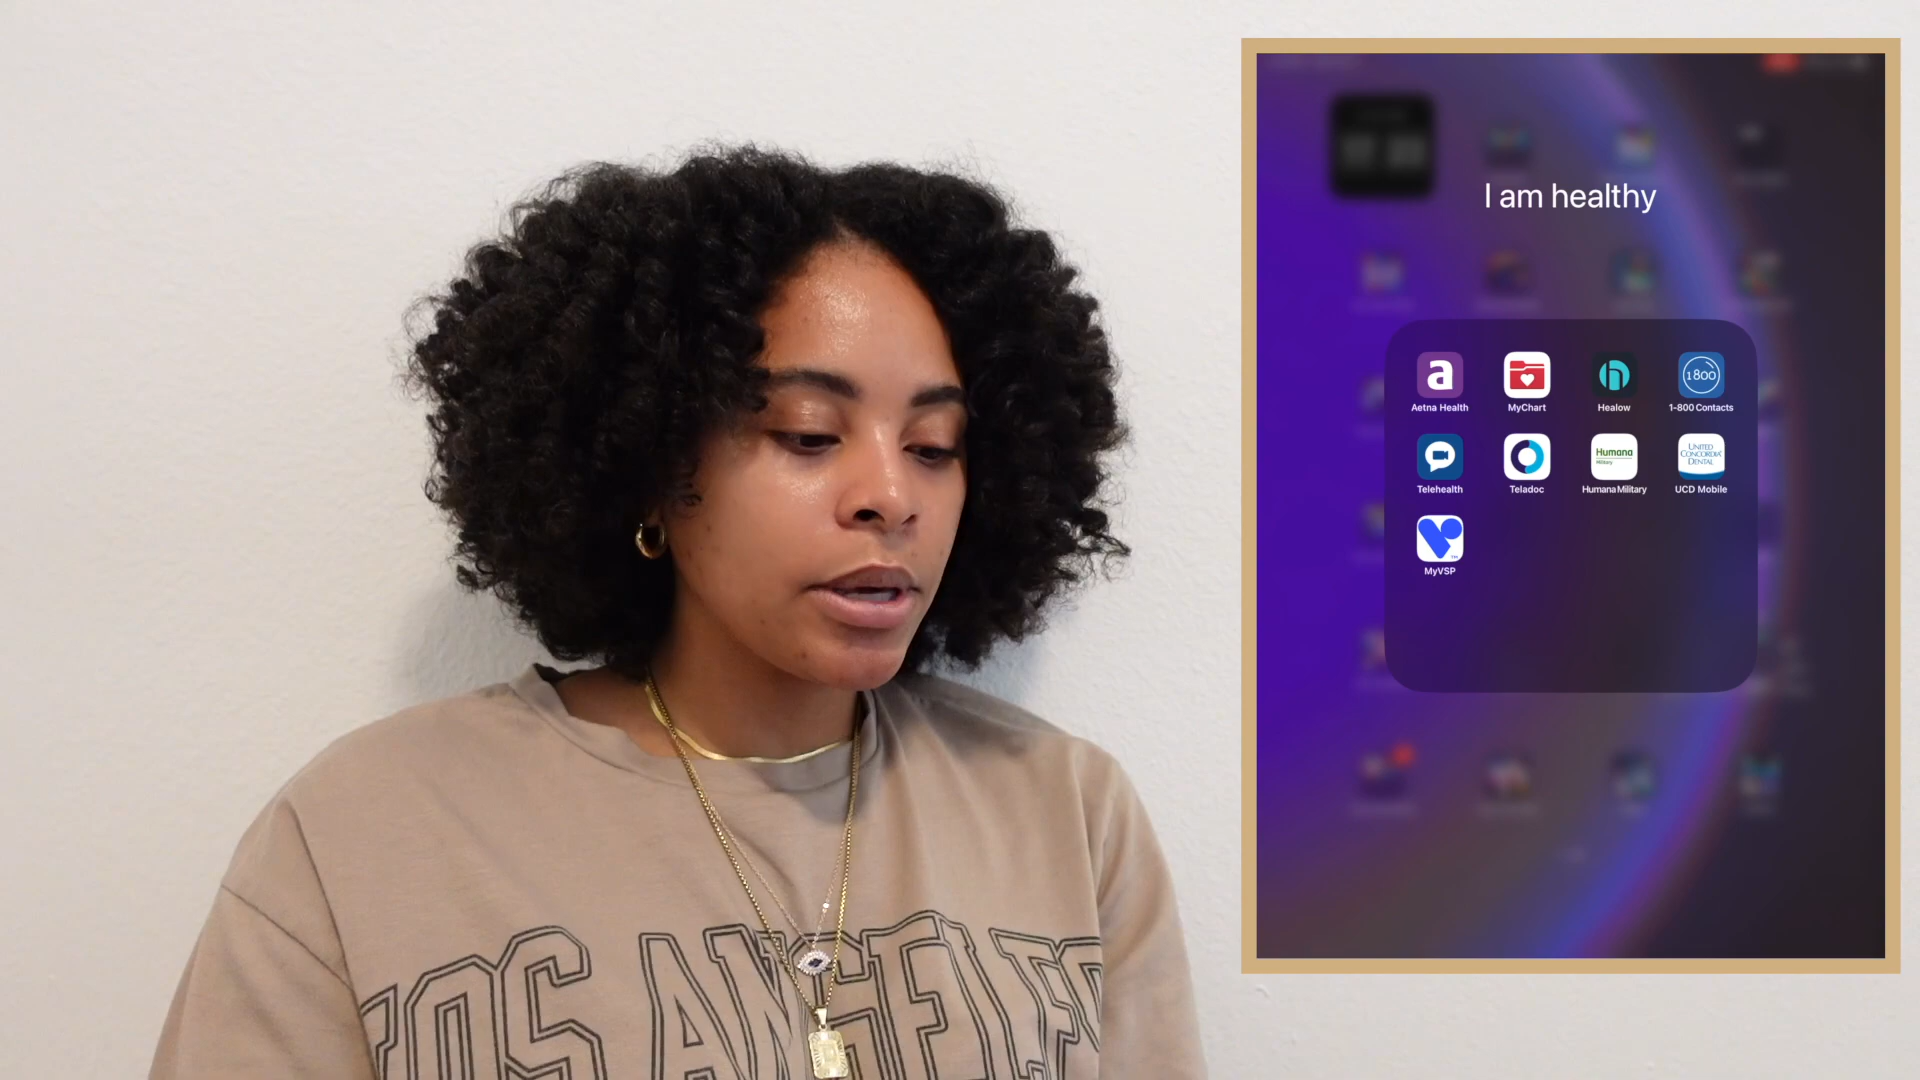 I am healthy
a
1800
Aetna Health
MyChart
Healow
1-800 Contacts
Humana
Military
UNITED
CONCORDIA
DENTAL
Telehealth
Teladoc
Humana Military
UCD Mobile
MyVSP
LOS ANGELES